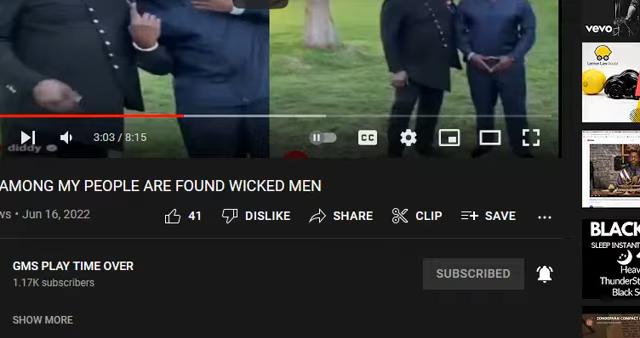 vevo
Lemon Law
diddy
3:03 / 8:15
CC
AMONG MY PEOPLE ARE FOUND WICKED MEN
ws • Jun 16, 2022
41
DISLIKE
SHARE
CLIP
SAVE
GMS PLAY TIME OVER
1.17K subscribers
SUBSCRIBED
SHOW MORE
BLACK
SLEEP INSTANT
Heav
ThunderSt
Black S